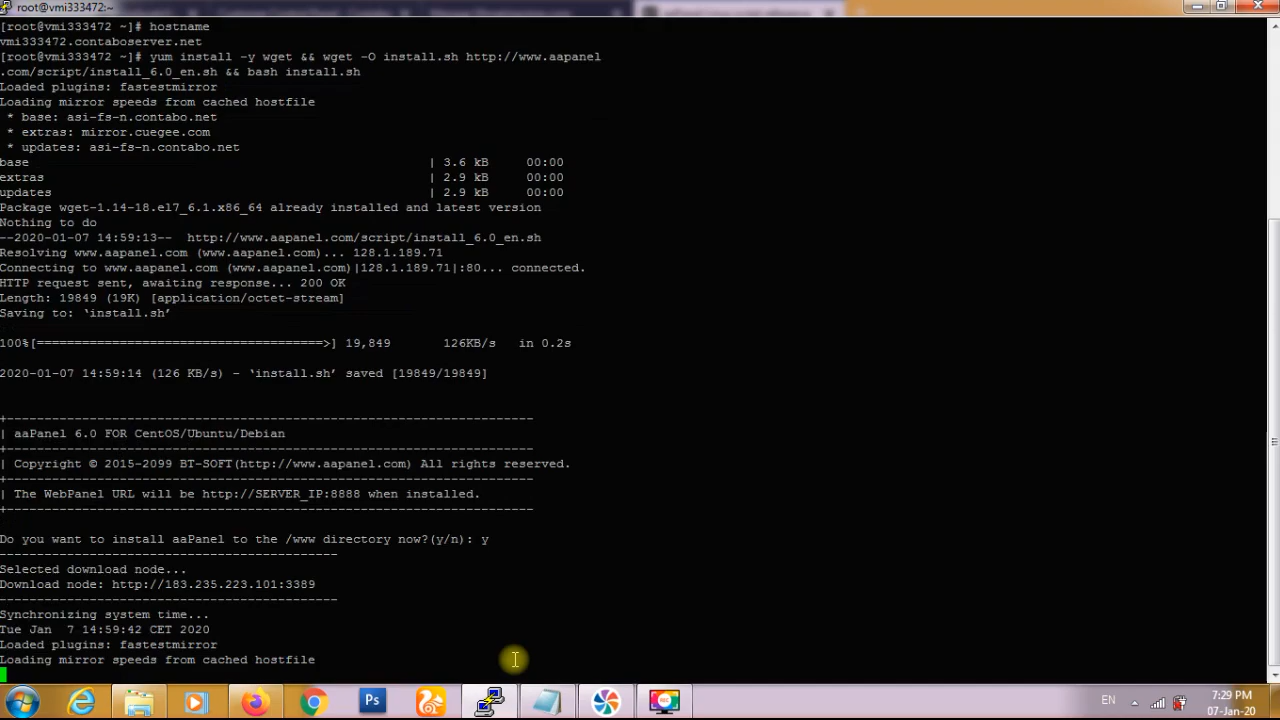 root@vmi333472:~
[root@vmi333472 ~]# hostname
vmi333472.contaboserver.net
[root@vmi333472 ~]# yum install -y wget && wget -O install.sh http://www.aapanel
.com/script/install_6.0_en.sh && bash install.sh
Loaded plugins: fastestmirror
Loading mirror speeds from cached hostfile
* base: asi-fs-n.contabo.net
* extras: mirror.cuegee.com
* updates: asi-fs-n.contabo.net
base | 3.6 kB 00:00
extras | 2.9 kB 00:00
updates | 2.9 kB 00:00
Package wget-1.14-18.el7_6.1.x86_64 already installed and latest version
Nothing to do
--2020-01-07 14:59:13-- http://www.aapanel.com/script/install_6.0_en.sh
Resolving www.aapanel.com (www.aapanel.com)... 128.1.189.71
Connecting to www.aapanel.com (www.aapanel.com)|128.1.189.71|:80... connected.
HTTP request sent, awaiting response... 200 OK
Length: 19849 (19K) [application/octet-stream]
Saving to: ‘install.sh’
100%[======================================>] 19,849 126KB/s in 0.2s
2020-01-07 14:59:14 (126 KB/s) - ‘install.sh’ saved [19849/19849]
+----------------------------------------------------------------------
| aaPanel 6.0 FOR CentOS/Ubuntu/Debian
+----------------------------------------------------------------------
| Copyright © 2015-2099 BT-SOFT(http://www.aapanel.com) All rights reserved.
+----------------------------------------------------------------------
| The WebPanel URL will be http://SERVER_IP:8888 when installed.
+----------------------------------------------------------------------
Do you want to install aaPanel to the /www directory now?(y/n): y
---------------------------------------------
Selected download node...
Download node: http://183.235.223.101:3389
---------------------------------------------
Synchronizing system time...
Tue Jan 7 14:59:42 CET 2020
Loaded plugins: fastestmirror
Loading mirror speeds from cached hostfile
Ps
REC
EN
7:29 PM
07-Jan-20